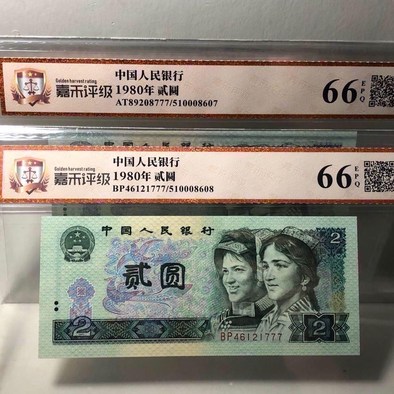 Golden harvest rating
嘉禾评级
中国人民银行
1980年 贰圆
AT89208777/510008607
66
EPQ
Golden harvest rating
嘉禾评级
中国人民银行
1980年 贰圆
BP46121777/510008608
66
EPQ
中国人民银行
2
贰圆
BP46121777
2
2